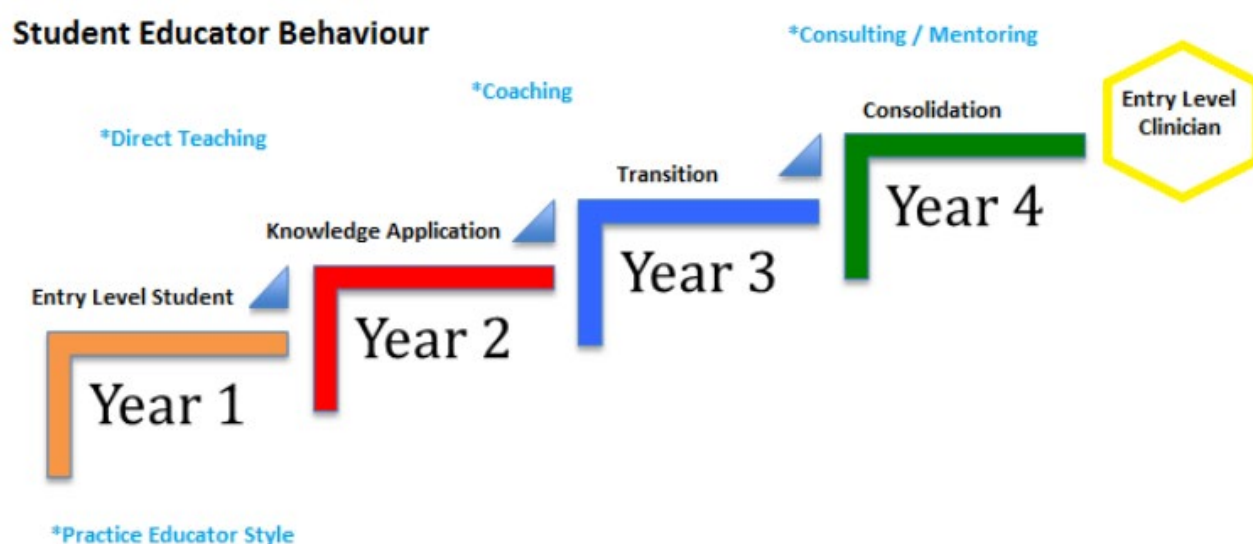 Student Educator Behaviour
*Consulting / Mentoring
*Coaching
*Direct Teaching
Entry Level
Clinician
Consolidation
Transition
Year 4
Knowledge Application
Year 3
Entry Level Student
Year 2
Year 1
*Practice Educator Style